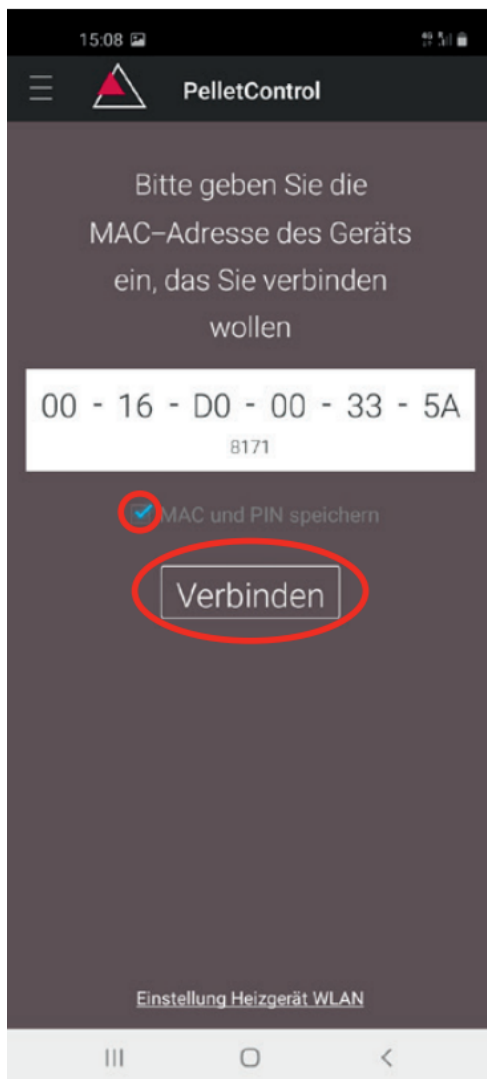 15:08
PelletControl
Bitte geben Sie die
MAC-Adresse des Geräts
ein, das Sie verbinden
wollen
00 - 16 - D0 - 00 - 33 - 5A
8171
MAC und PIN speichern
Verbinden
Einstellung Heizgerät WLAN